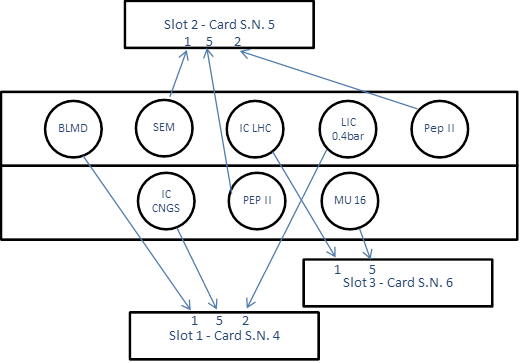 Slot 2 - Card S.N. 5
1 5 2
BLMD
SEM
IC LHC
LIC
0.4bar
Pep II
IC
CNGS
PEP II
MU 16
1 5
Slot 3 - Card S.N. 6
1 5 2
Slot 1 - Card S.N. 4